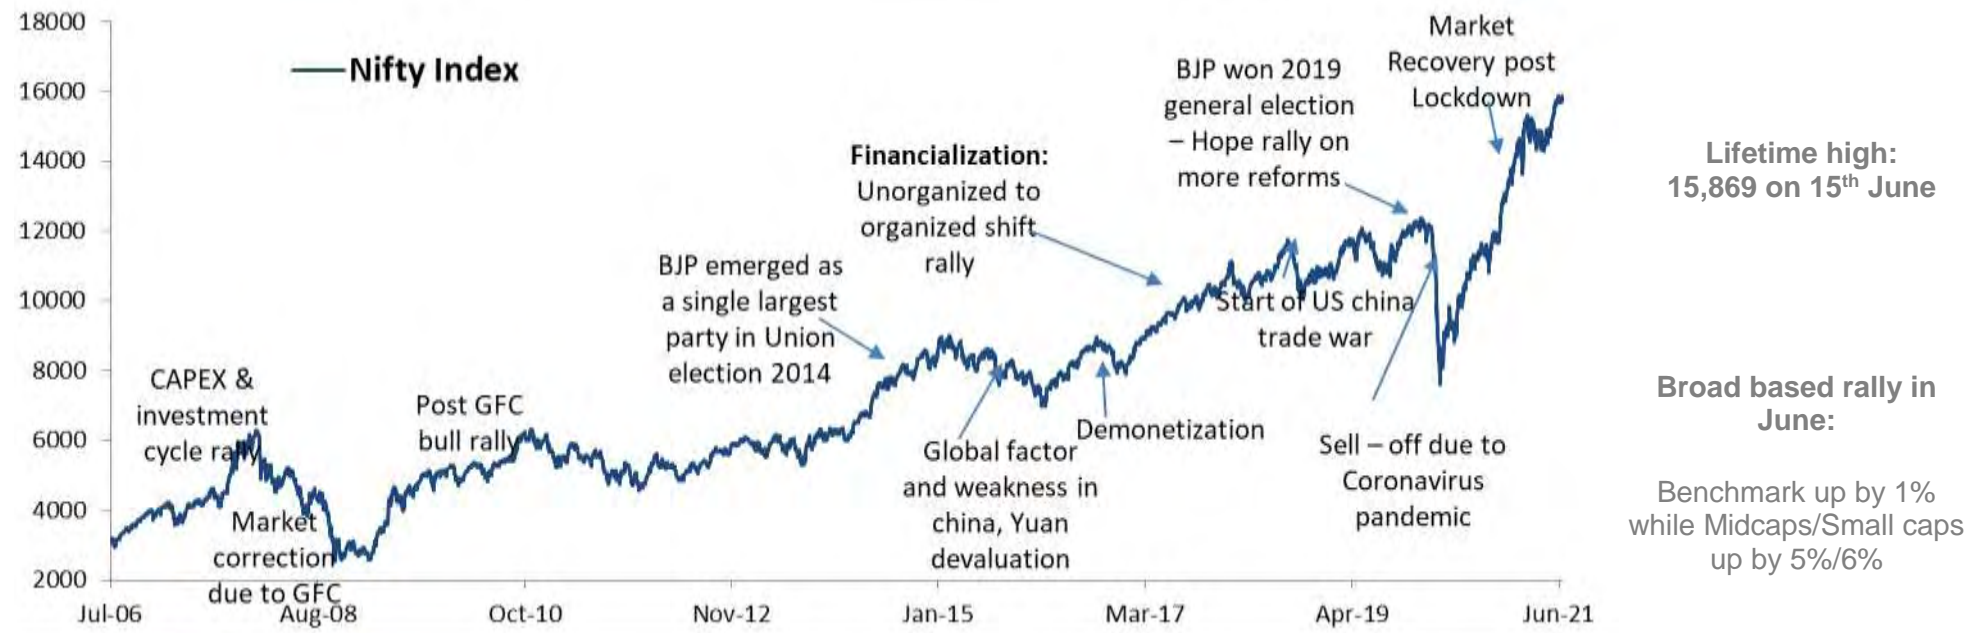 18000
16000
14000
12000
10000
8000
6000
4000
2000
Nifty Index
CAPEX &
investment
cycle rally
Market
correction
due to GFC
Post GFC
bull rally
BJP emerged as
a single largest
party in Union
election 2014
Financialization:
Unorganized to
organized shift
rally
Global factor
and weakness in
china, Yuan
devaluation
Demonetization
BJP won 2019
general election
– Hope rally on
more reforms
Start of US china
trade war
Market
Recovery post
Lockdown
Sell – off due to
Coronavirus
pandemic
Jul-06
Aug-08
Oct-10
Nov-12
Jan-15
Mar-17
Apr-19
Jun-21
Lifetime high:
15,869 on 15th June
Broad based rally in
June:
Benchmark up by 1%
while Midcaps/Small caps
up by 5%/6%